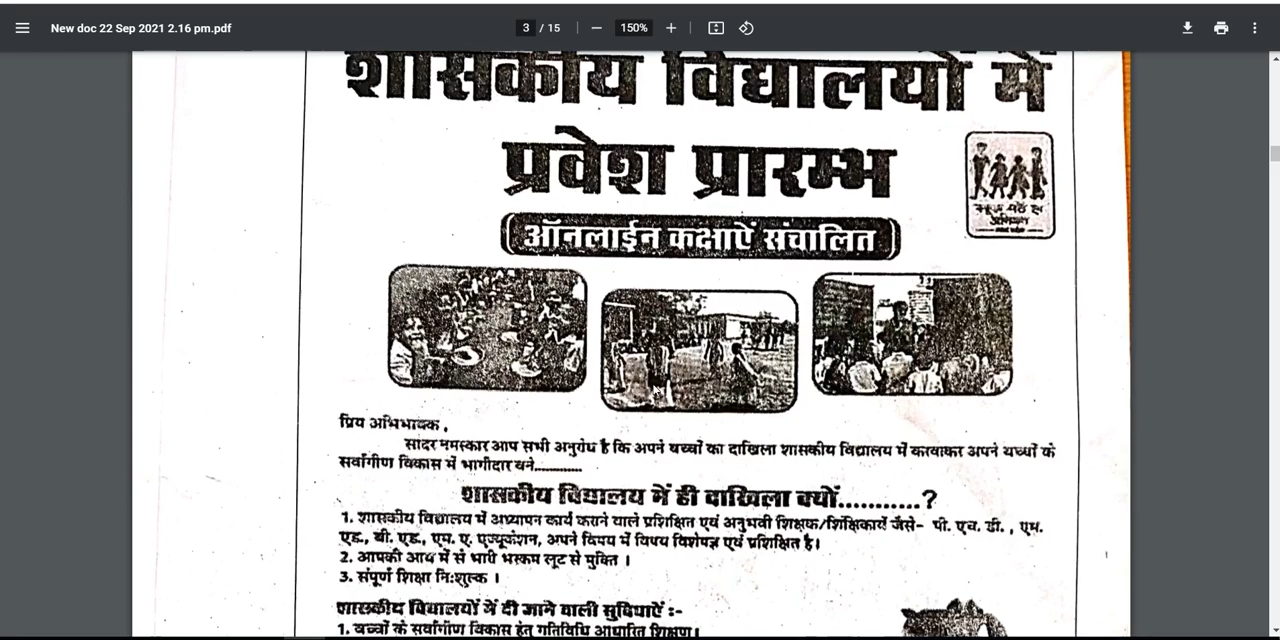 New doc 22 Sep 2021 2.16 pm.pdf
3 / 15
150%
शासकीय विद्यालयों में
प्रवेश प्रारम्भ
ऑनलाईन कक्षाऐं संचालित
प्रिय अभिभावक,
सादर नमस्कार आप सभी अनुरोध है कि अपने बच्चों का दाखिला शासकीय विद्यालय में करवाकर अपने बच्चों के
सर्वांगीण विकास में भागीदार बने............
शासकीय विद्यालय में ही दाखिला क्यों...........?
1. शासकीय विद्यालय में अध्यापन कार्य कराने वाले प्रशिक्षित एवं अनुभवी शिक्षक/शिक्षिकायें जैसे- पी. एच. डी. , एम.
एड., बी. एड., एम. ए. एज्यूकेशन, अपने विषय में विषय विशेषज्ञ एवं प्रशिक्षित है।
2. आपकी आय में से भारी भरकम लूट से मुक्ति ।
3. संपूर्ण शिक्षा निःशुल्क ।
शासकीय विद्यालयों में दी जाने वाली सुविधाऐं :-
1. बच्चों के सर्वांगीण विकास हेतु गतिविधि आधारित शिक्षण।